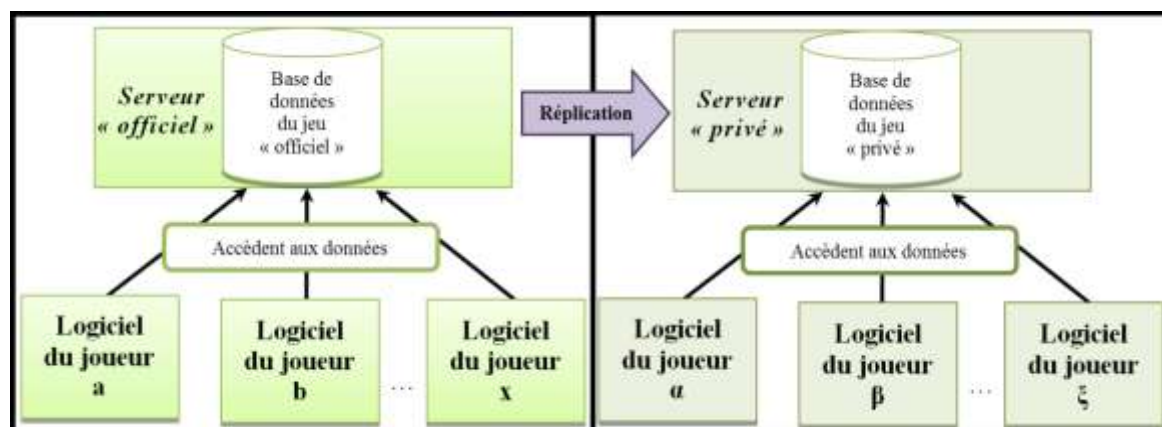 Serveur
« officiel »
Base de
données
du jeu
« officiel »
Réplication
Serveur
« privé »
Base de
données
du jeu
« privé »
Accèdent aux données
Accèdent aux données
Logiciel
du joueur
a
Logiciel
du joueur
b
...
Logiciel
du joueur
x
Logiciel
du joueur
α
Logiciel
du joueur
β
...
Logiciel
du joueur
ξ